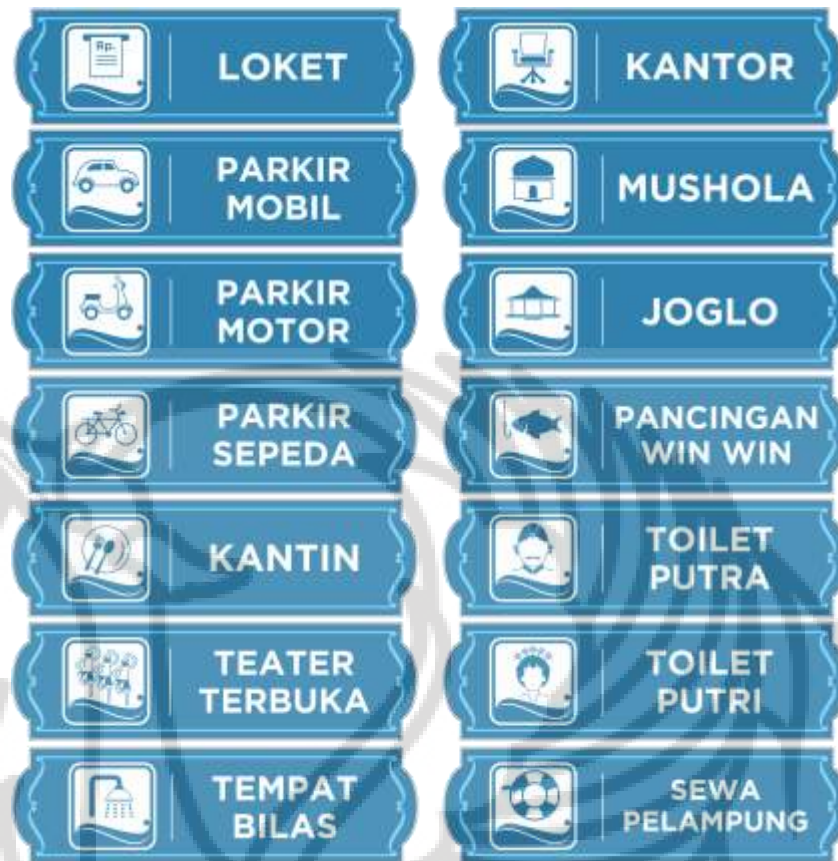 Rp.
LOKET
PARKIR
MOBIL
PARKIR
MOTOR
PARKIR
SEPEDA
KANTIN
TEATER
TERBUKA
TEMPAT
BILAS
KANTOR
MUSHOLA
JOGLO
PANCINGAN
WIN WIN
TOILET
PUTRA
TOILET
PUTRI
SEWA
PELAMPUNG